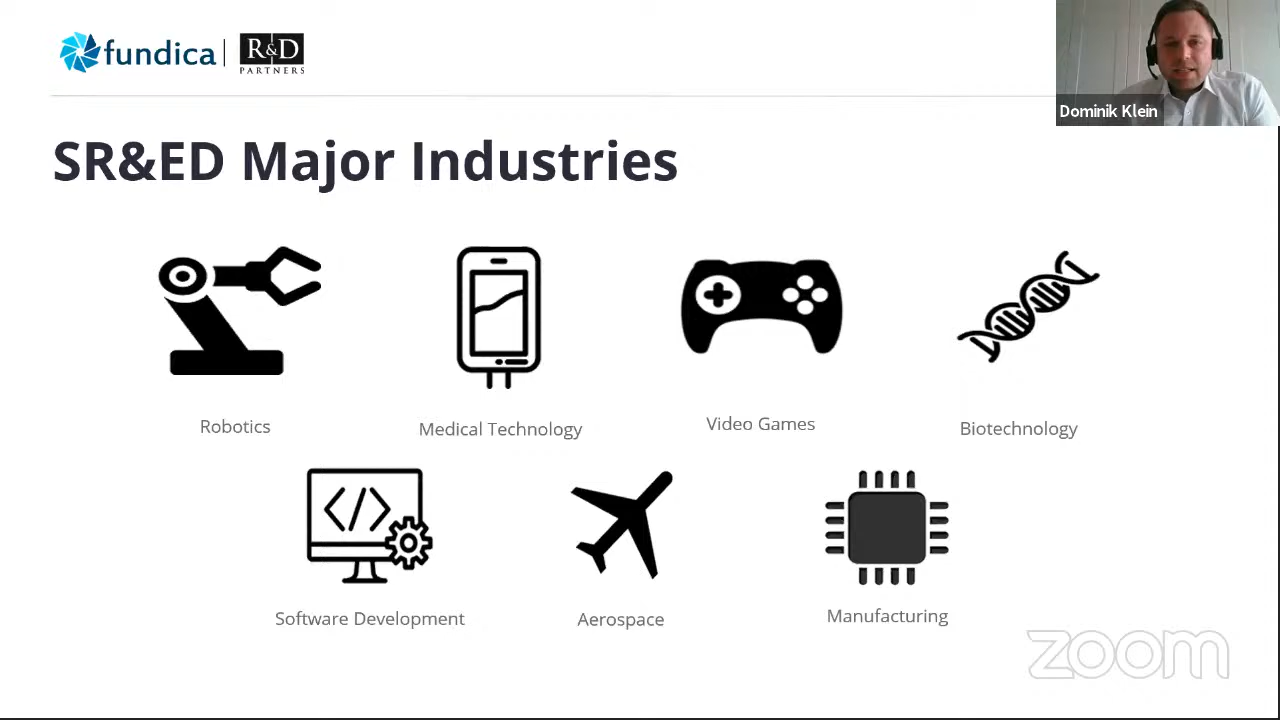 fundica
R&D
PARTNERS
Dominik Klein
SR&ED Major Industries
Robotics
Medical Technology
Video Games
Biotechnology
</>
Software Development
Aerospace
Manufacturing
zoom